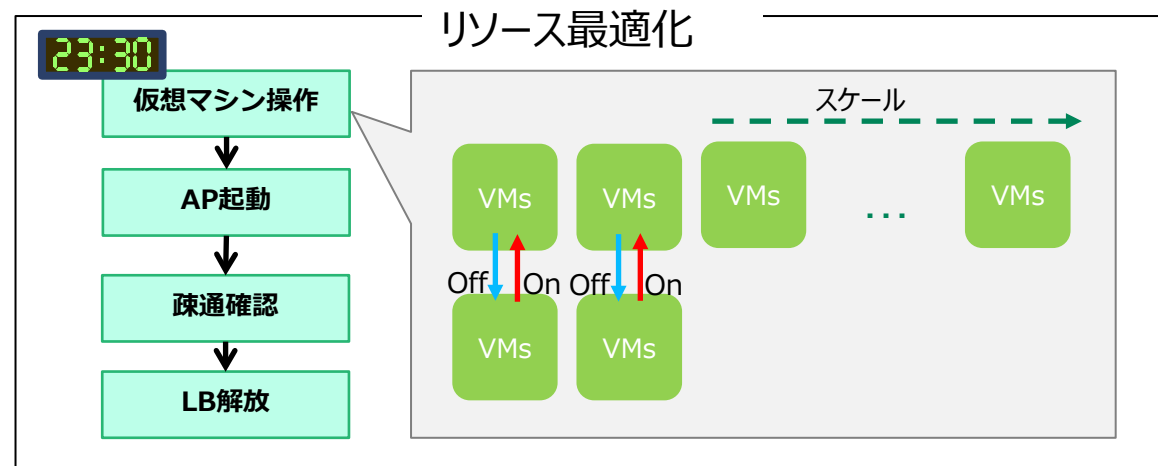 リソース最適化
23:30
仮想マシン操作
AP起動
疎通確認
LB解放
スケール
VMs
VMs
VMs
...
VMs
Off
On
Off
On
VMs
VMs